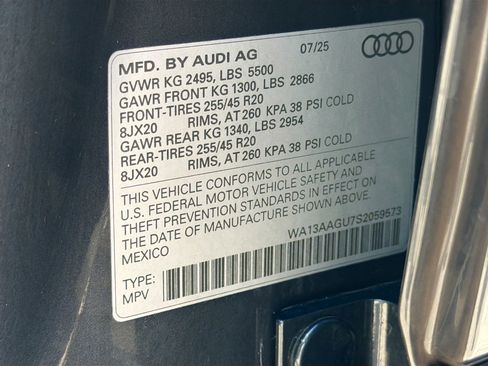 MFD. BY AUDI AG 07/25
GVWR KG 2495, LBS 5500
GAWR FRONT KG 1300, LBS 2866
FRONT-TIRES 255/45 R20
8JX20 RIMS, AT 260 KPA 38 PSI COLD
GAWR REAR KG 1340, LBS 2954
REAR-TIRES 255/45 R20
8JX20 RIMS, AT 260 KPA 38 PSI COLD
THIS VEHICLE CONFORMS TO ALL APPLICABLE
U.S. FEDERAL MOTOR VEHICLE SAFETY AND
THEFT PREVENTION STANDARDS IN EFFECT ON
THE DATE OF MANUFACTURE SHOWN ABOVE.
MEXICO
WA13AAGU7S2059573
TYPE:
MPV